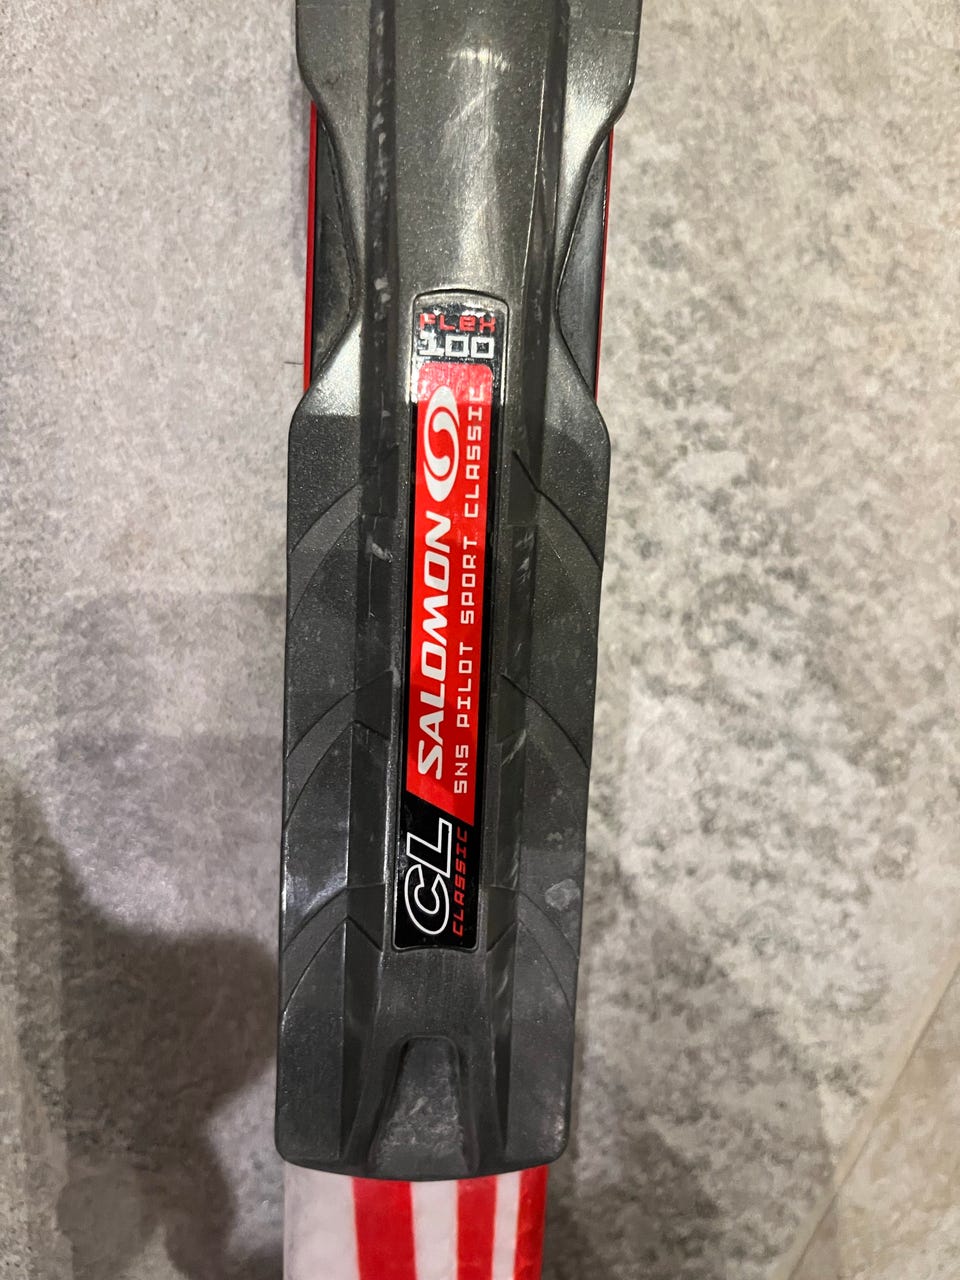 FLEX
100
SALOMON
SNS PILOT SPORT CLASSIC
CL
CLASSIC